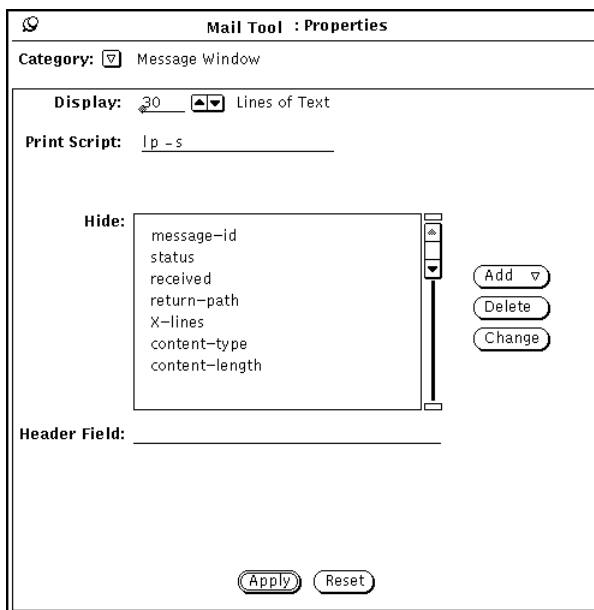 Mail Tool : Properties
Category: Message Window
Display: 30 Lines of Text
Print Script: lp -s
Hide:
message-id
status
received
return-path
X-lines
content-type
content-length
Add
Delete
Change
Header Field:
Apply Reset